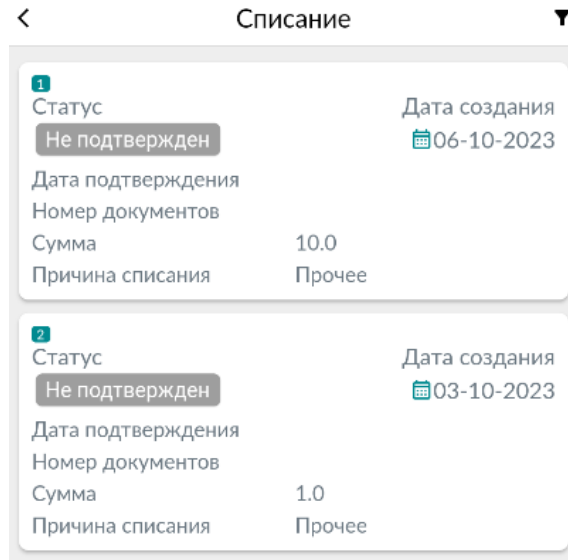 Списание
1
Статус Дата создания
Не подтвержден 06-10-2023
Дата подтверждения
Номер документов
Сумма 10.0
Причина списания Прочее
2
Статус Дата создания
Не подтвержден 03-10-2023
Дата подтверждения
Номер документов
Сумма 1.0
Причина списания Прочее